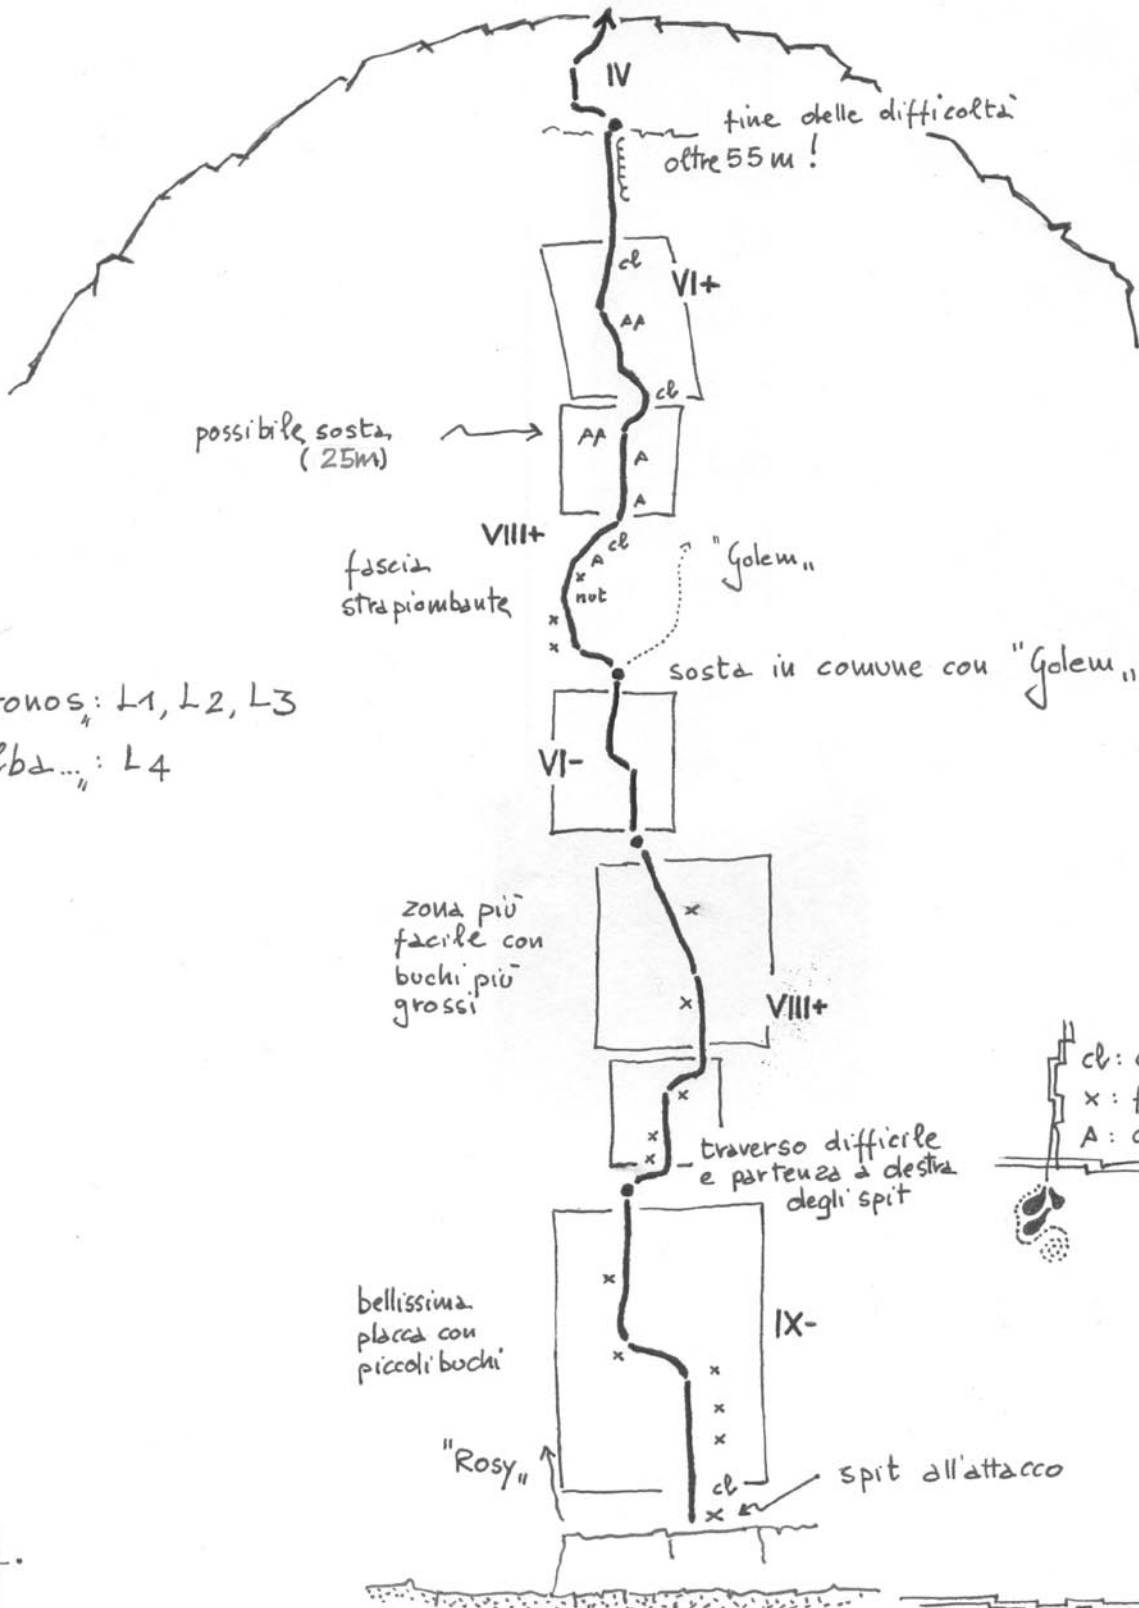 IV
fine delle difficoltà
oltre 55 m !
cl
VI+
AA
cl
possibile sosta
( 25m)
AA
A
A
VIII+
cl
A
x
nut
x
x
"Golem„
fascia
strapiombante
sosta in comune con "Golem„
onos„: L1, L2, L3
lba...„: L4
VI-
zona più
facile con
buchi più
grossi
x
x
VIII+
x
x
x
traverso difficile
e partenza a destra
degli spit
cl:
x:
A:
bellissima
placca con
piccoli buchi
x
x
x
x
x
IX-
"Rosy„
cl
x
spit all'attacco